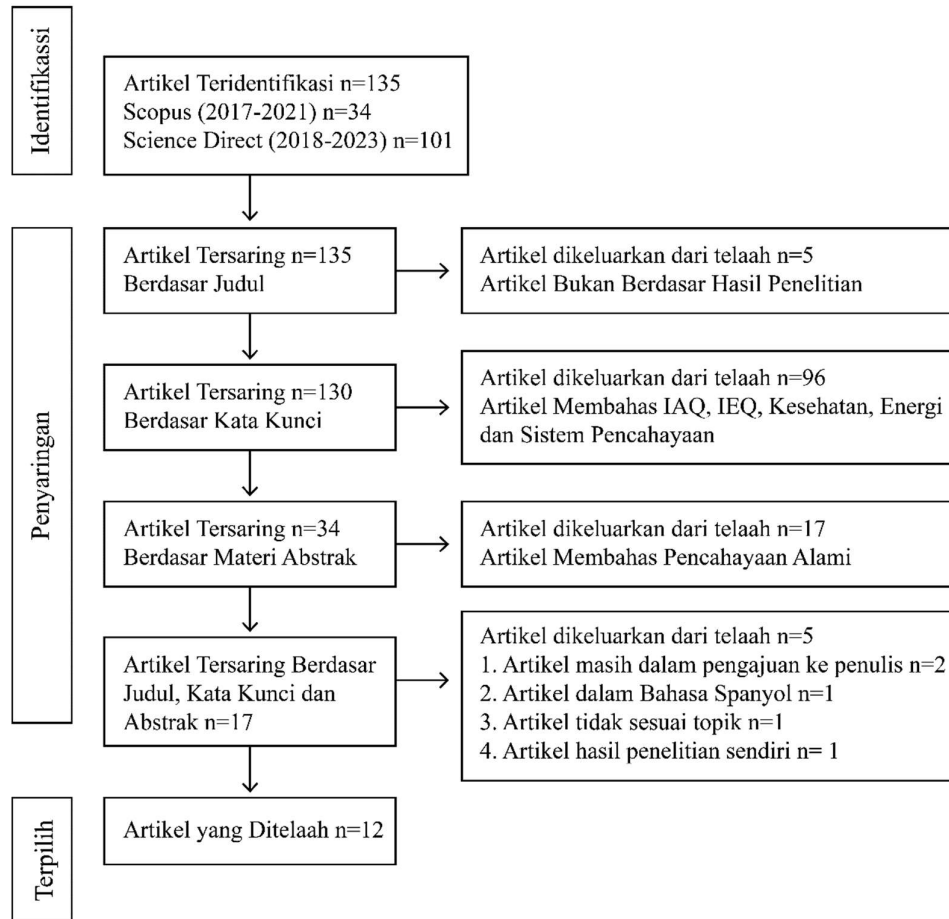 Identifikassi
Artikel Teridentifikasi n=135
Scopus (2017-2021) n=34
Science Direct (2018-2023) n=101
Penyaringan
Artikel Tersaring n=135
Berdasar Judul
Artikel dikeluarkan dari telaah n=5
Artikel Bukan Berdasar Hasil Penelitian
Artikel Tersaring n=130
Berdasar Kata Kunci
Artikel dikeluarkan dari telaah n=96
Artikel Membahas IAQ, IEQ, Kesehatan, Energi
dan Sistem Pencahayaan
Artikel Tersaring n=34
Berdasar Materi Abstrak
Artikel dikeluarkan dari telaah n=17
Artikel Membahas Pencahayaan Alami
Artikel Tersaring Berdasar
Judul, Kata Kunci dan
Abstrak n=17
Artikel dikeluarkan dari telaah n=5
1. Artikel masih dalam pengajuan ke penulis n=2
2. Artikel dalam Bahasa Spanyol n=1
3. Artikel tidak sesuai topik n=1
4. Artikel hasil penelitian sendiri n= 1
Terpilih
Artikel yang Ditelaah n=12